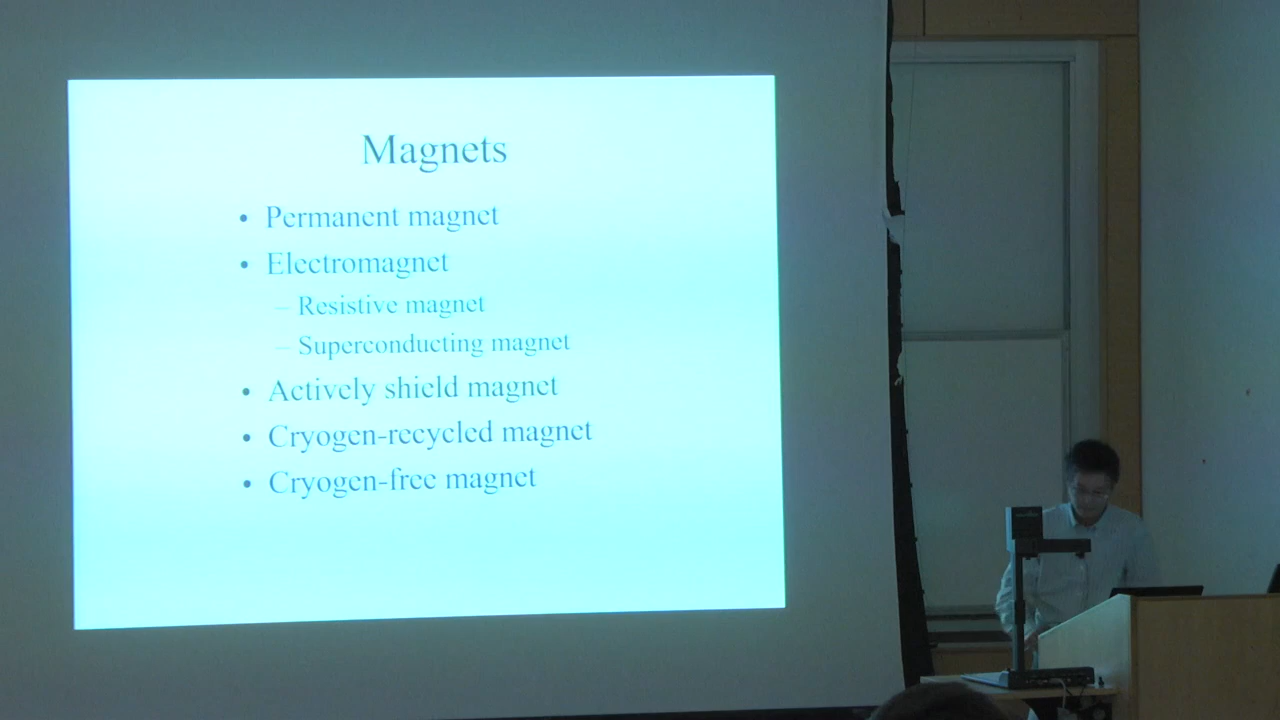 Magnets
• Permanent magnet
• Electromagnet
– Resistive magnet
– Superconducting magnet
• Actively shield magnet
• Cryogen-recycled magnet
• Cryogen-free magnet